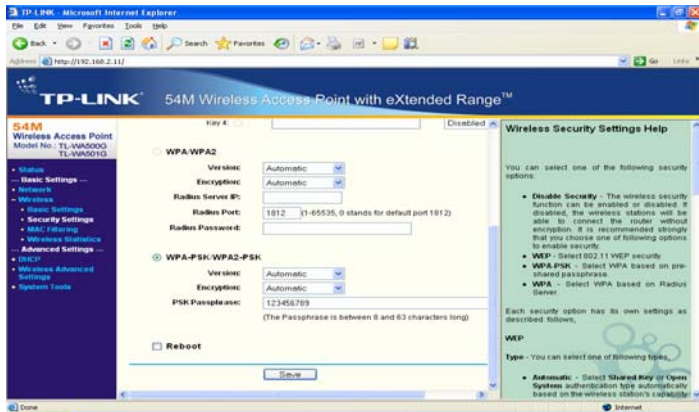 TP-LINK - Microsoft Internet Explorer
File Edit View Favorites Tools Help
Back Search Favorites
Address http://192.168.2.11/ Go Links
TP-LINK 54M Wireless Access Point with eXtended Range™
54M
Wireless Access Point
Model No.: TL-WA500G
TL-WA501G
• Status
--- Basic Settings ---
• Network
- Wireless
• Basic Settings
• Security Settings
• MAC Filtering
• Wireless Statistics
--- Advanced Settings ---
• DHCP
• Wireless Advanced
Settings
• System Tools
Key 4: Disabled
WPA/WPA2
Version: Automatic
Encryption: Automatic
Radius Server IP:
Radius Port: 1812 (1-65535, 0 stands for default port 1812)
Radius Password:
WPA-PSK/WPA2-PSK
Version: Automatic
Encryption: Automatic
PSK Passphrase: 123456789
(The Passphrase is between 8 and 63 characters long)
Reboot
Save
Wireless Security Settings Help
You can select one of the following security
options:
• Disable Security - The wireless security
function can be enabled or disabled. If
disabled, the wireless stations will be
able to connect the router without
encryption. It is recommended strongly
that you choose one of following options
to enable security.
• WEP - Select 802.11 WEP security.
• WPA-PSK - Select WPA based on pre-
shared passphrase.
• WPA - Select WPA based on Radius
Server.
Each security option has its own settings as
described follows,
WEP
Type - You can select one of following types,
• Automatic - Select Shared Key or Open
System authentication type automatically
based on the wireless station's capability
Done Internet